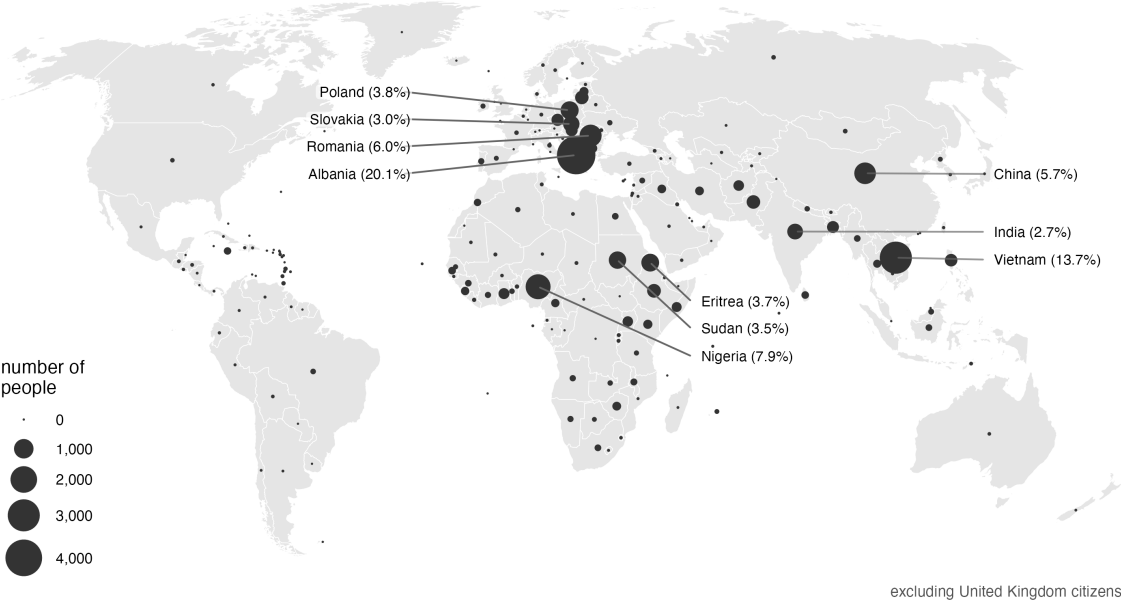 Poland (3.8%)
Slovakia (3.0%)
Romania (6.0%)
Albania (20.1%)
China (5.7%)
India (2.7%)
Vietnam (13.7%)
Eritrea (3.7%)
Sudan (3.5%)
Nigeria (7.9%)
number of
people
0
1,000
2,000
3,000
4,000
excluding United Kingdom citizens